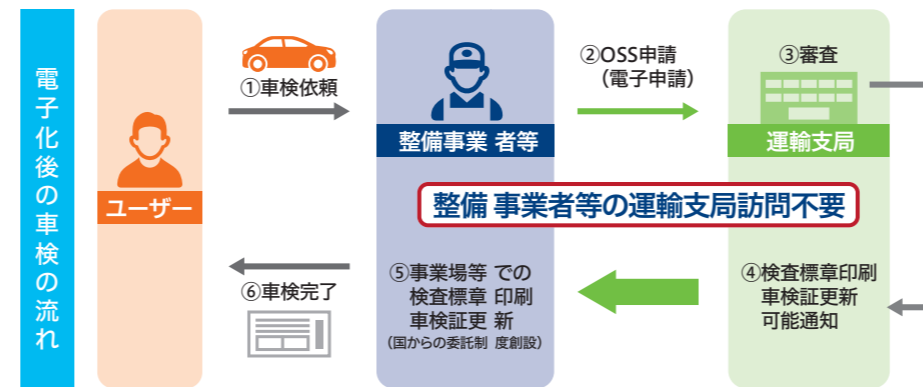 電子化後の車検の流れ
ユーザー
①車検依頼
整備事業 者等
②OSS申請
（電子申請）
③審査
運輸支局
整備 事業者等の運輸支局訪問不要
④検査標章印刷
車検証更新
可能通知
⑤事業場等 での
検査標章 印刷
車検証更 新
（国からの委託制 度創設）
⑥車検完了